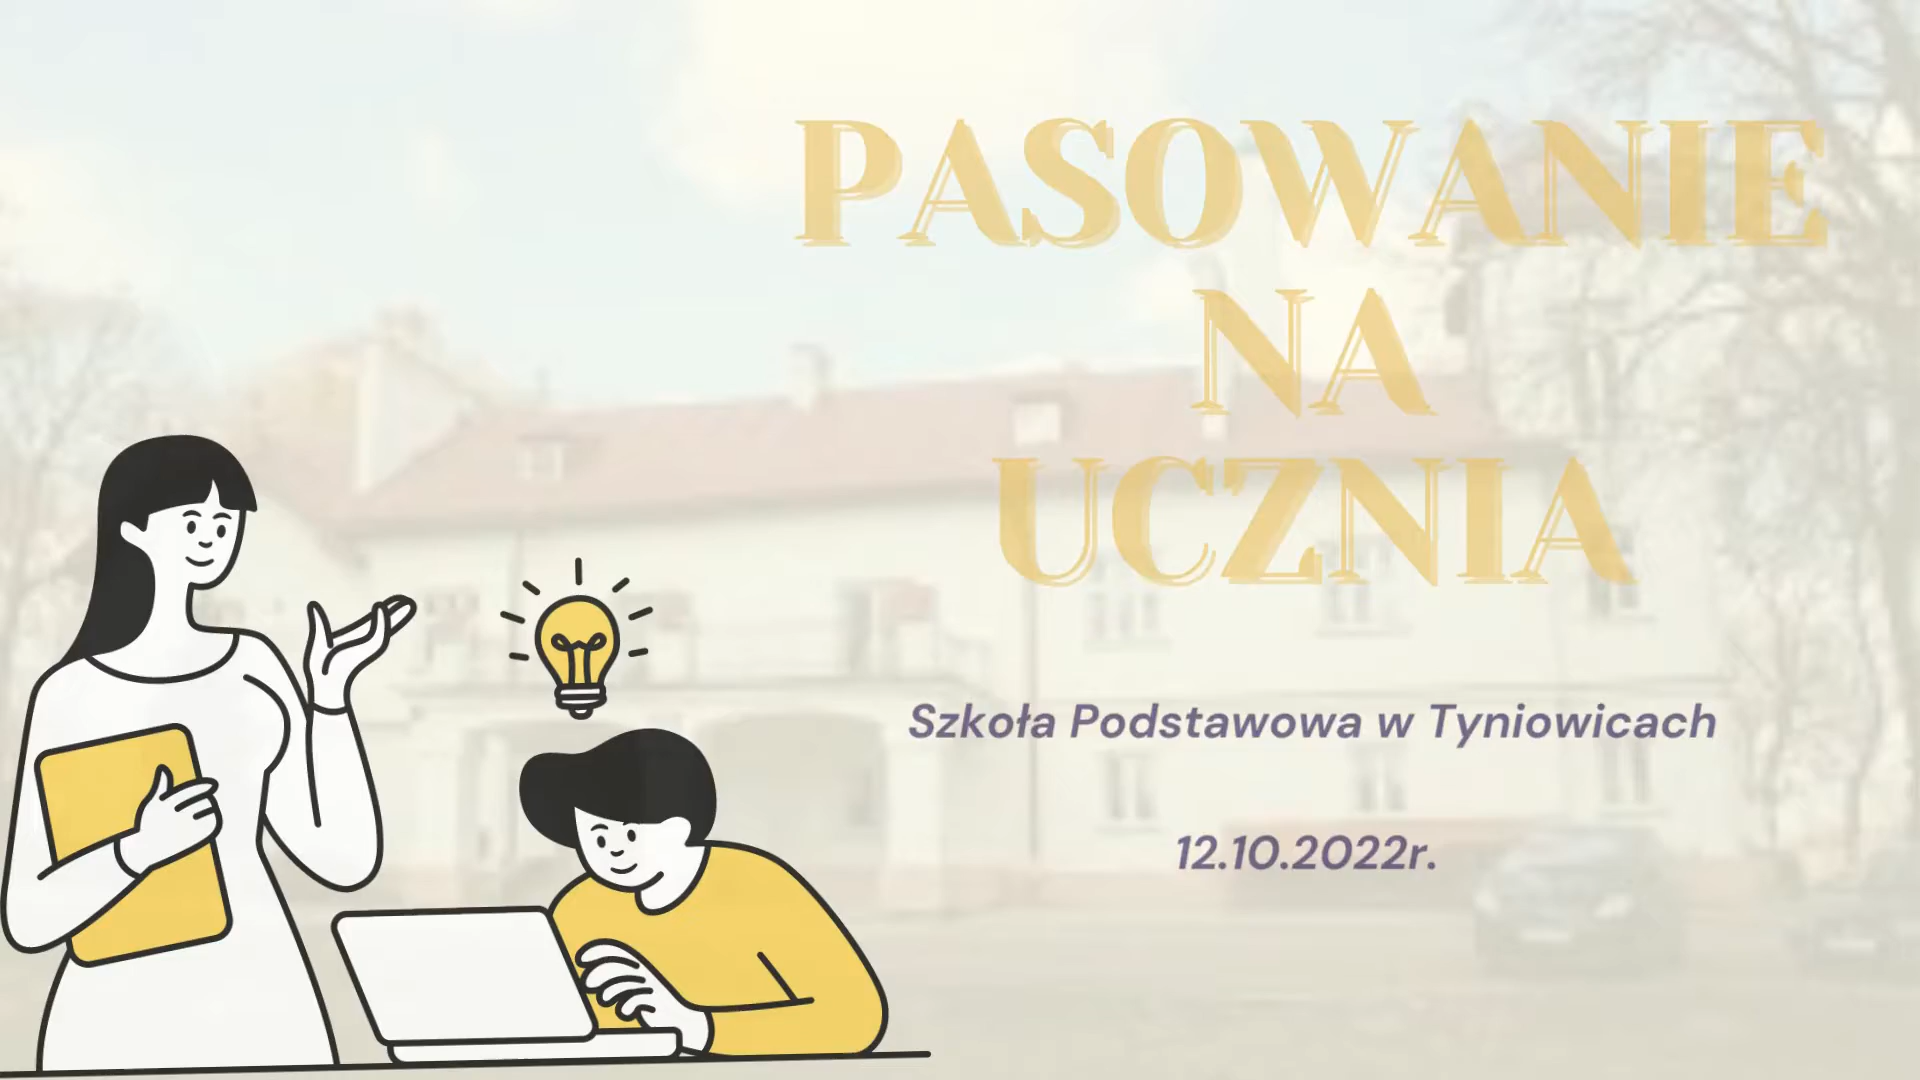 PASOWANIE
NA
UCZNIA
Szkoła Podstawowa w Tyniowicach
12.10.2022r.